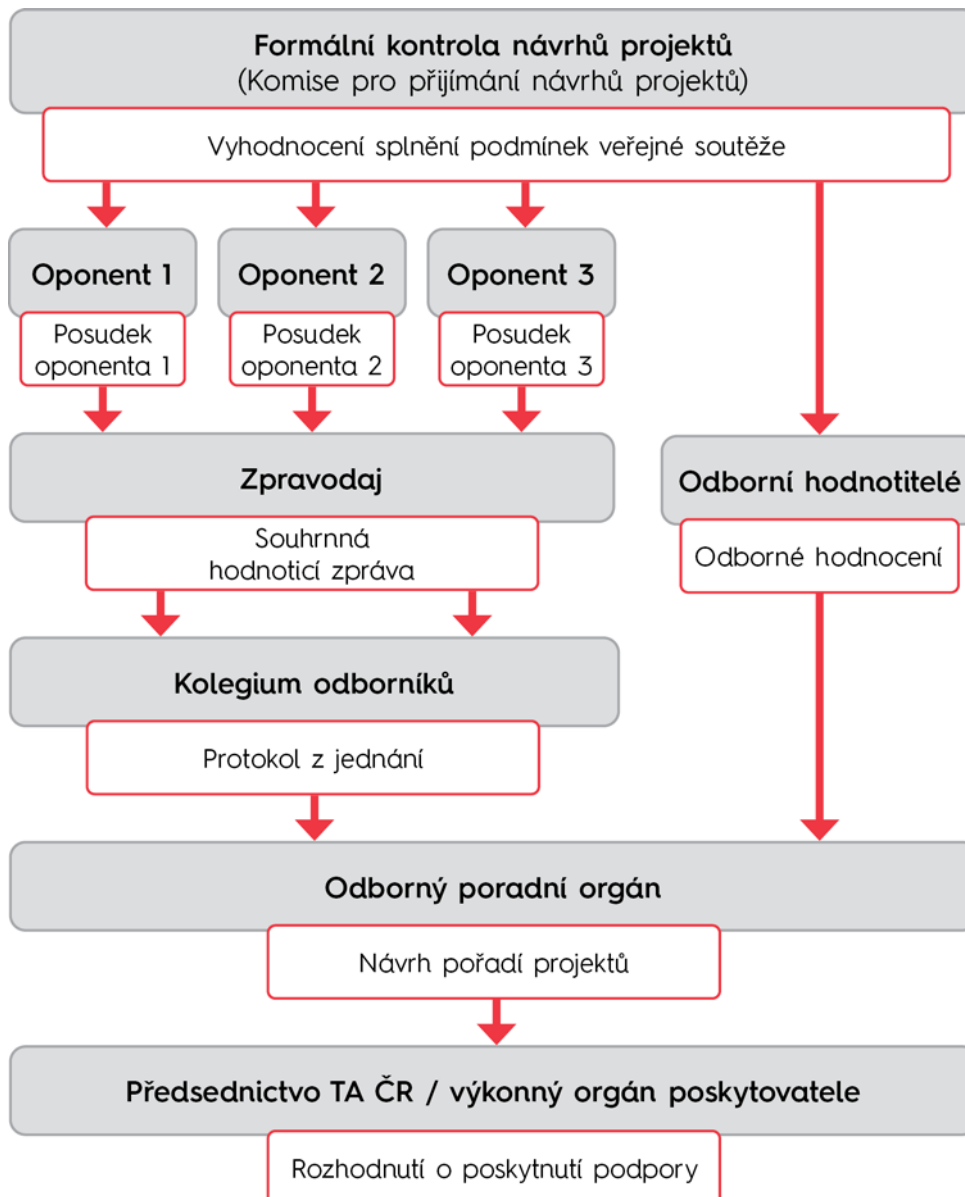 Formální kontrola návrhů projektů
(Komise pro přijímání návrhů projektů)
Vyhodnocení splnění podmínek veřejné soutěže
Oponent 1
Oponent 2
Oponent 3
Posudek
oponenta 1
Posudek
oponenta 2
Posudek
oponenta 3
Zpravodaj
Odborní hodnotitelé
Souhrnná
hodnoticí zpráva
Odborné hodnocení
Kolegium odborníků
Protokol z jednání
Odborný poradní orgán
Návrh pořadí projektů
Předsednictvo TA ČR / výkonný orgán poskytovatele
Rozhodnutí o poskytnutí podpory